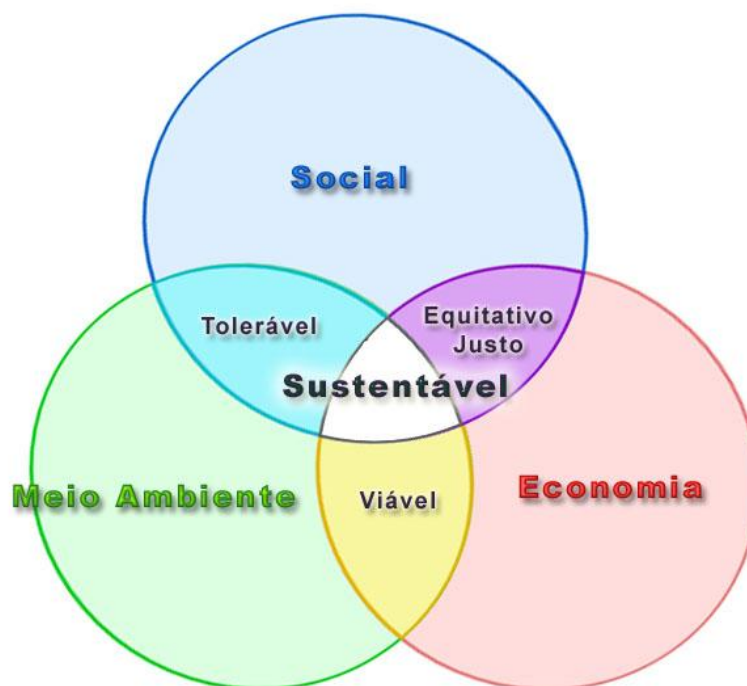 Social
Tolerável
Equitativo
Justo
Sustentável
Meio Ambiente
Viável
Economia